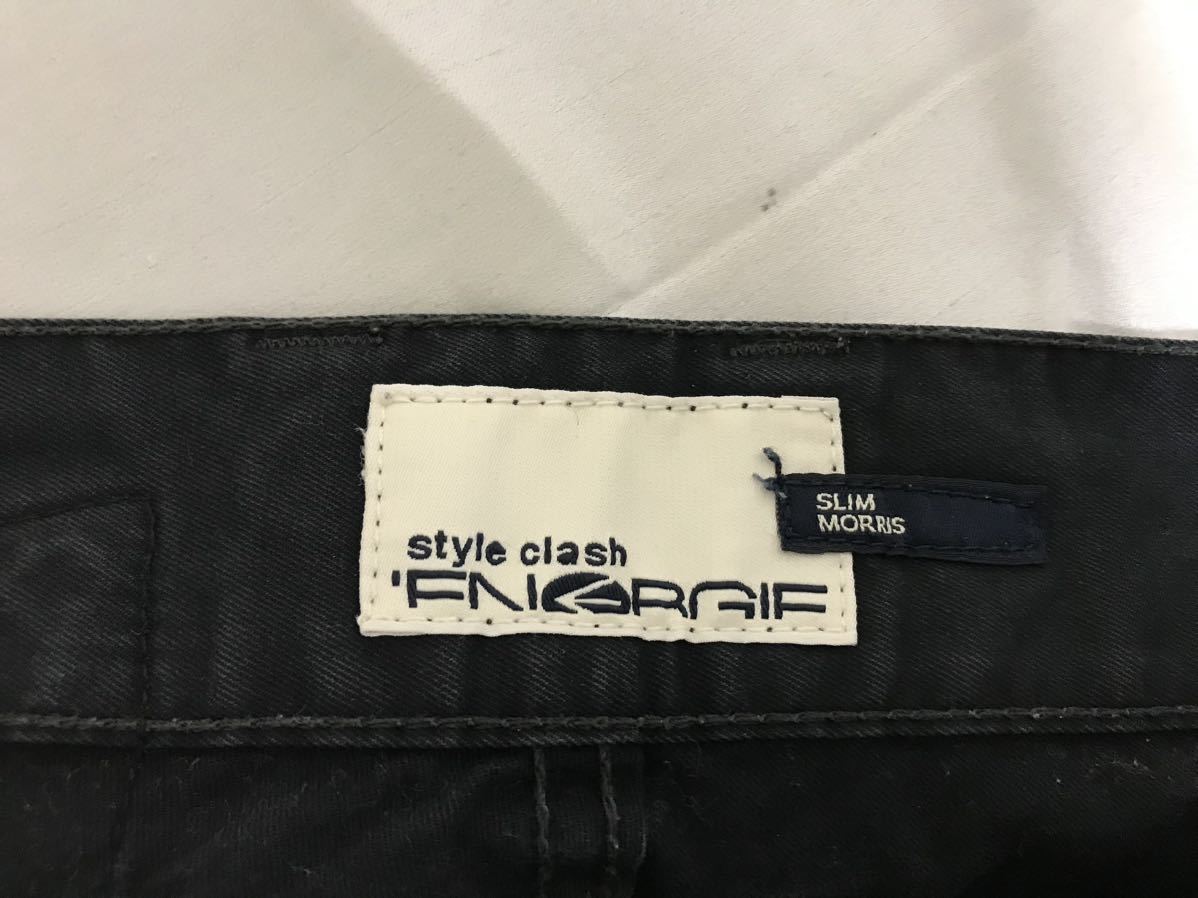 style clash
'ENERGIE
SLIM
MORRIS